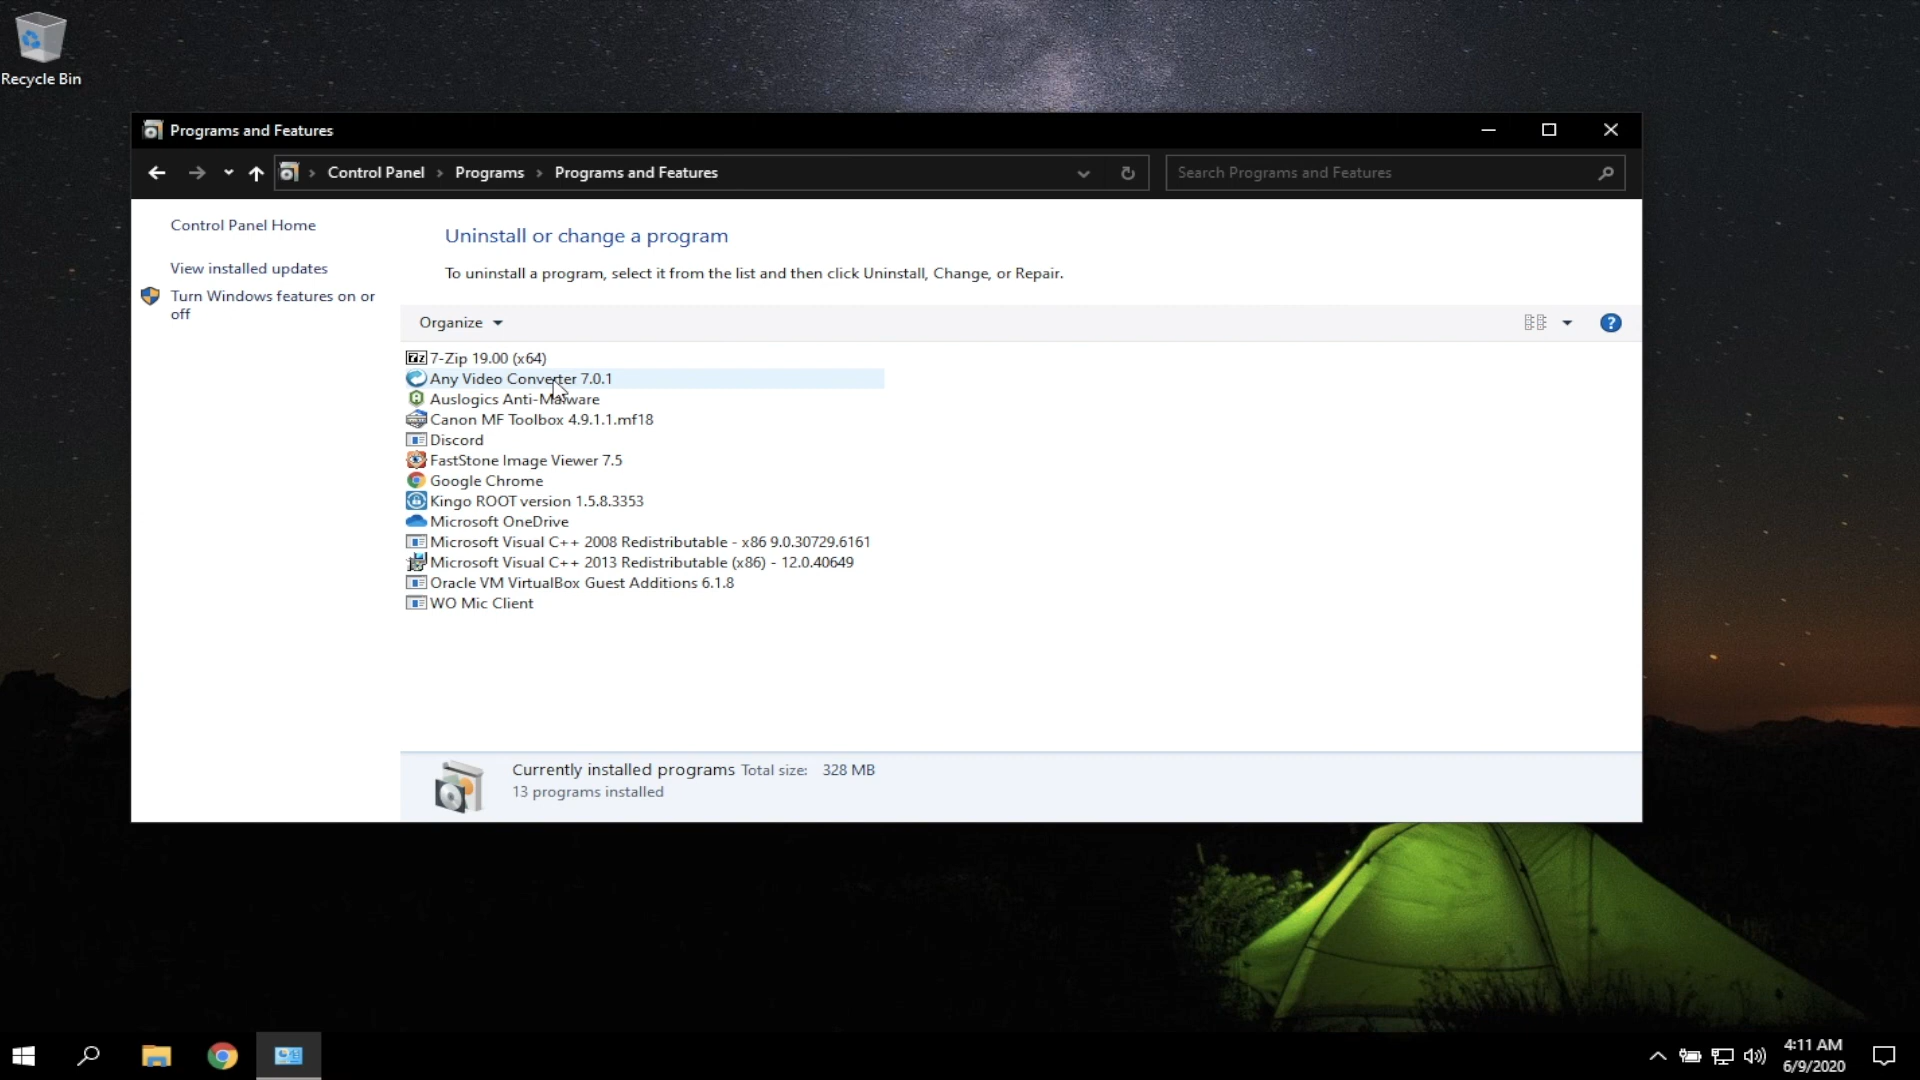 Recycle Bin
Programs and Features
Control Panel
Programs
Programs and Features
Search Programs and Features
Control Panel Home
View installed updates
Turn Windows features on or
off
Uninstall or change a program
To uninstall a program, select it from the list and then click Uninstall, Change, or Repair.
Organize
7-Zip 19.00 (x64)
Any Video Converter 7.0.1
Auslogics Anti-Malware
Canon MF Toolbox 4.9.1.1.mf18
Discord
FastStone Image Viewer 7.5
Google Chrome
Kingo ROOT version 1.5.8.3353
Microsoft OneDrive
Microsoft Visual C++ 2008 Redistributable - x86 9.0.30729.6161
Microsoft Visual C++ 2013 Redistributable (x86) - 12.0.40649
Oracle VM VirtualBox Guest Additions 6.1.8
WO Mic Client
Currently installed programs Total size: 328 MB
13 programs installed
4:11 AM
6/9/2020